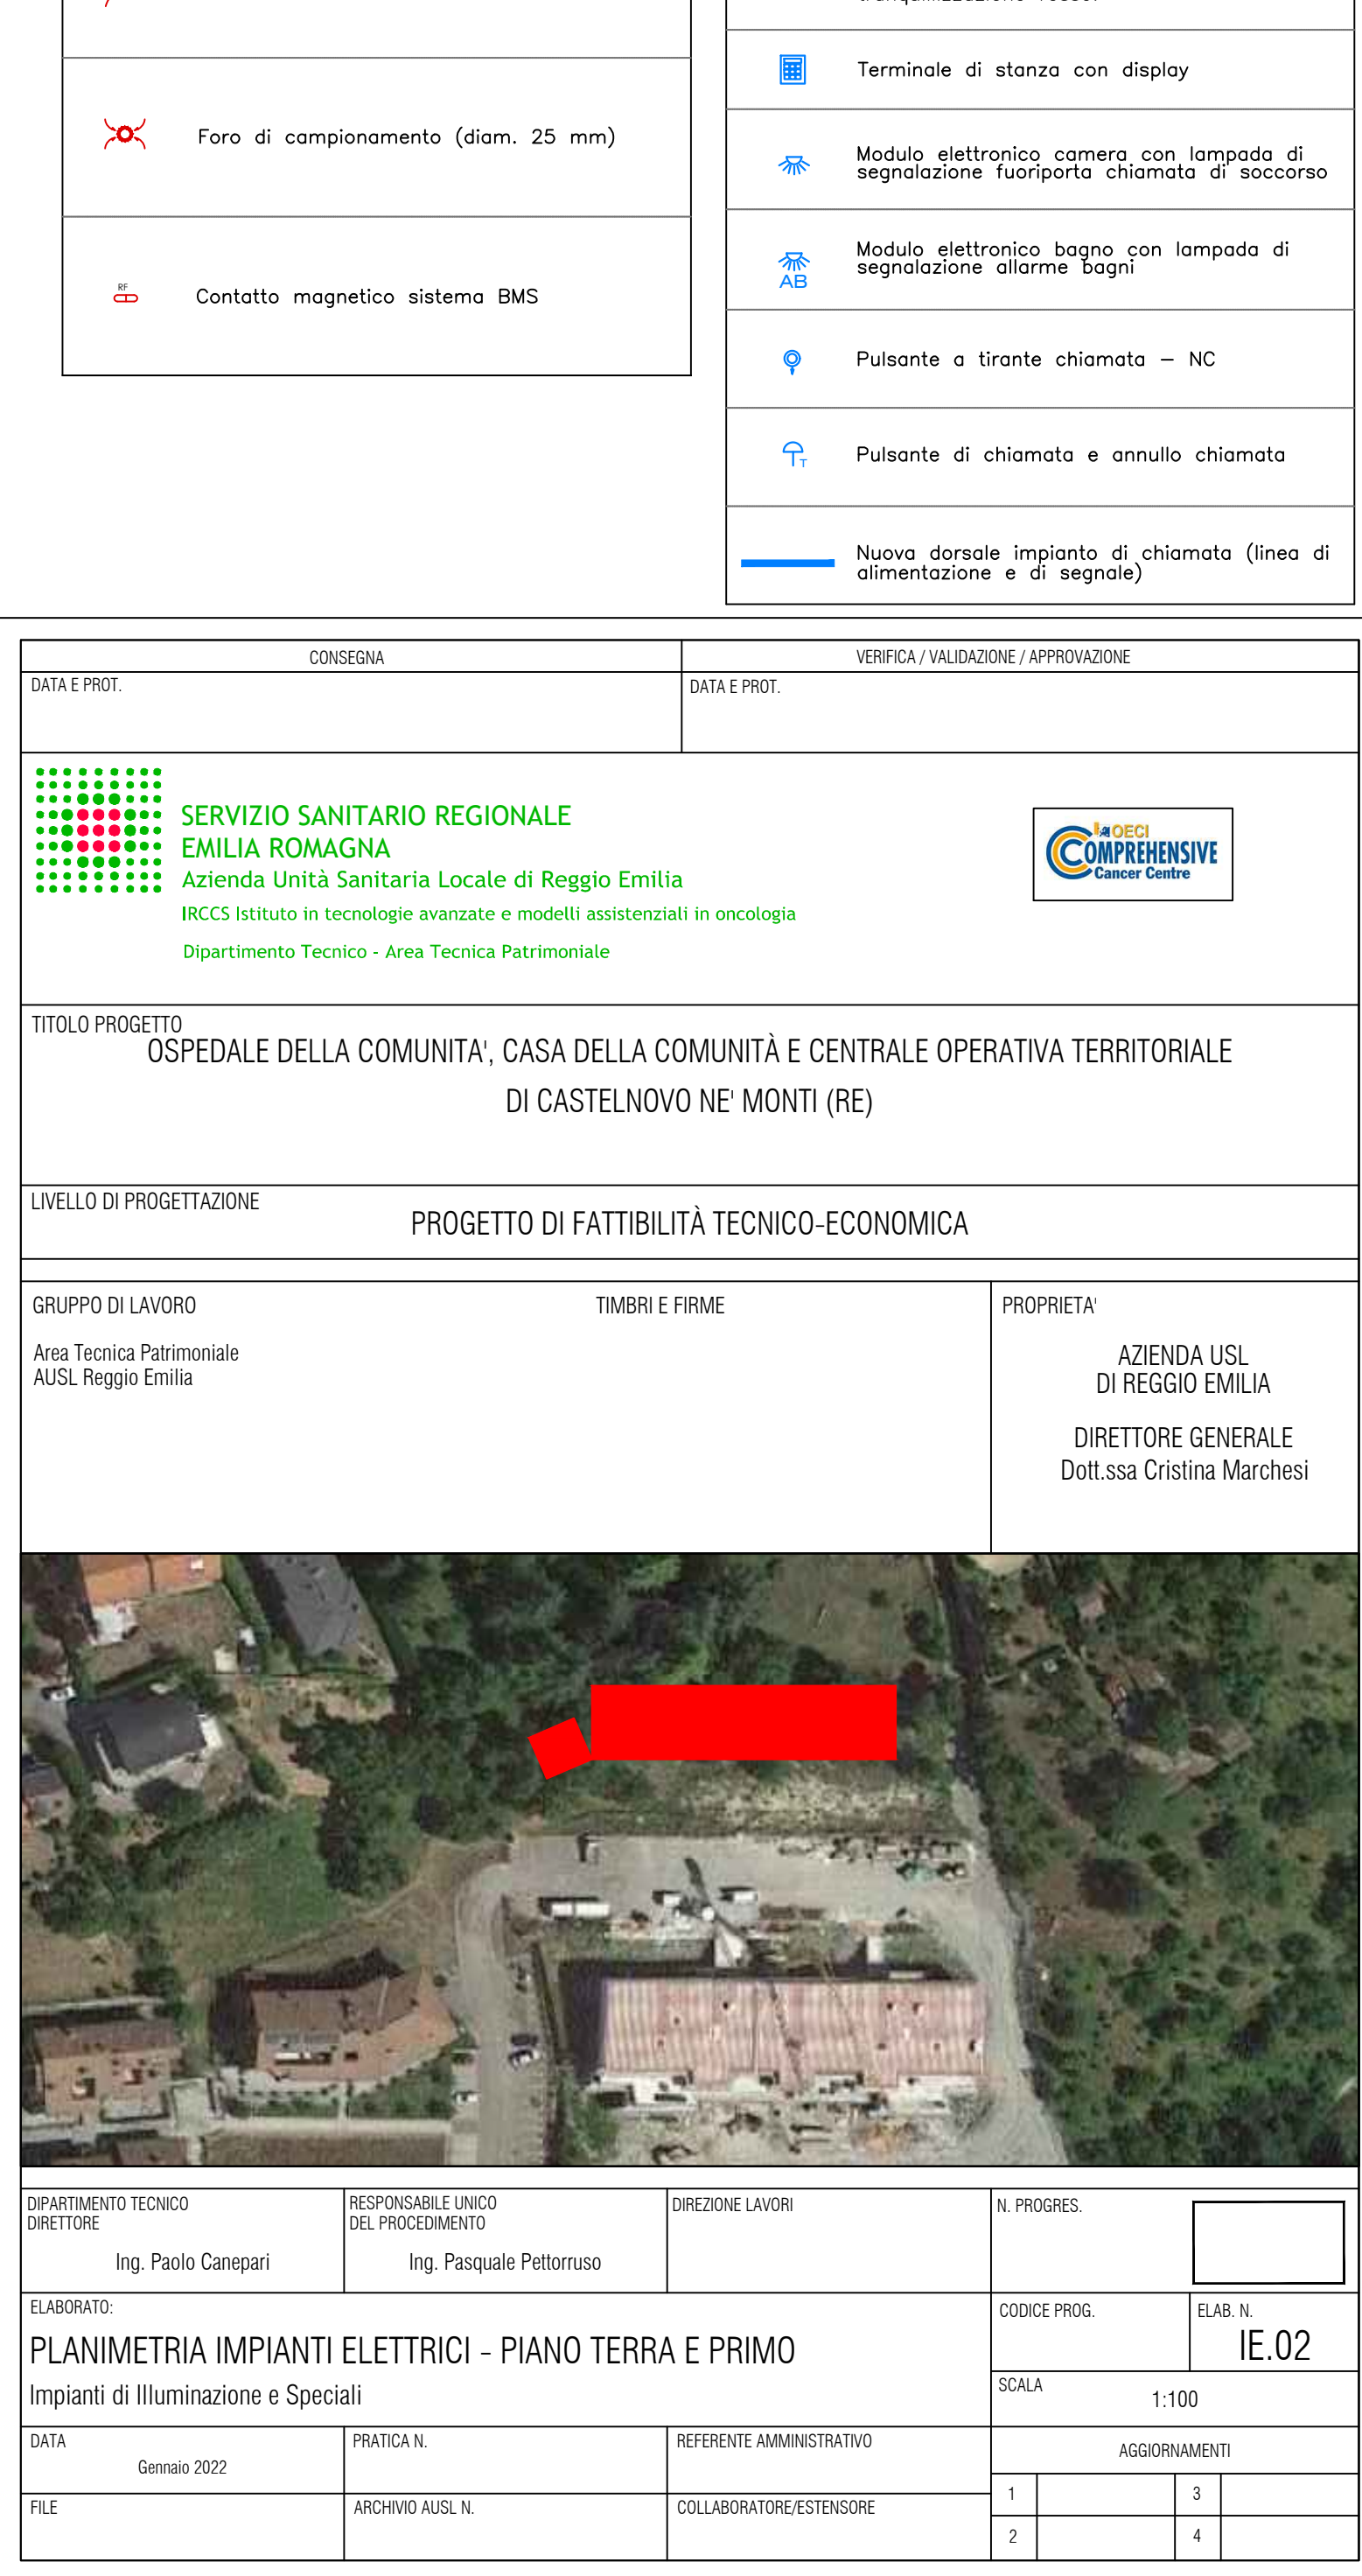 Foro di campionamento (diam. 25 mm)
RF
Contatto magnetico sistema BMS
Terminale di stanza con display
Modulo elettronico camera con lampada di
segnalazione fuoriporta chiamata di soccorso
AB
Modulo elettronico bagno con lampada di
segnalazione allarme bagni
Pulsante a tirante chiamata – NC
T
Pulsante di chiamata e annullo chiamata
Nuova dorsale impianto di chiamata (linea di
alimentazione e di segnale)
CONSEGNA
VERIFICA / VALIDAZIONE / APPROVAZIONE
DATA E PROT.
DATA E PROT.
SERVIZIO SANITARIO REGIONALE
EMILIA ROMAGNA
Azienda Unità Sanitaria Locale di Reggio Emilia
IRCCS Istituto in tecnologie avanzate e modelli assistenziali in oncologia
Dipartimento Tecnico - Area Tecnica Patrimoniale
OECI
COMPREHENSIVE
Cancer Centre
TITOLO PROGETTO
OSPEDALE DELLA COMUNITA', CASA DELLA COMUNITÀ E CENTRALE OPERATIVA TERRITORIALE
DI CASTELNOVO NE' MONTI (RE)
LIVELLO DI PROGETTAZIONE
PROGETTO DI FATTIBILITÀ TECNICO-ECONOMICA
GRUPPO DI LAVORO
Area Tecnica Patrimoniale
AUSL Reggio Emilia
TIMBRI E FIRME
PROPRIETA'
AZIENDA USL
DI REGGIO EMILIA
DIRETTORE GENERALE
Dott.ssa Cristina Marchesi
DIPARTIMENTO TECNICO
DIRETTORE
Ing. Paolo Canepari
RESPONSABILE UNICO
DEL PROCEDIMENTO
Ing. Pasquale Pettorruso
DIREZIONE LAVORI
N. PROGRES.
ELABORATO:
PLANIMETRIA IMPIANTI ELETTRICI - PIANO TERRA E PRIMO
Impianti di Illuminazione e Speciali
CODICE PROG.
ELAB. N.
IE.02
SCALA
1:100
DATA
Gennaio 2022
PRATICA N.
REFERENTE AMMINISTRATIVO
AGGIORNAMENTI
FILE
ARCHIVIO AUSL N.
COLLABORATORE/ESTENSORE
1
3
2
4